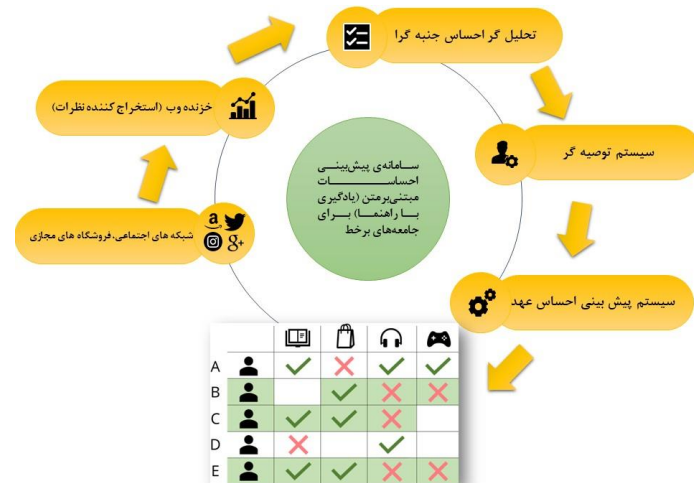 تحلیل گر احساس جنبه گرا
خزنده وب (استخراج کننده نظرات)
سیستم توصیه گر
سامانه‌ی پیش‌بینی
احساسات
مبتنی‌برمتن (یادگیری
با راهنما) برای
جامعه‌های برخط
شبکه های اجتماعی، فروشگاه های مجازی
سیستم پیش بینی احساس عهد
A
B
C
D
E